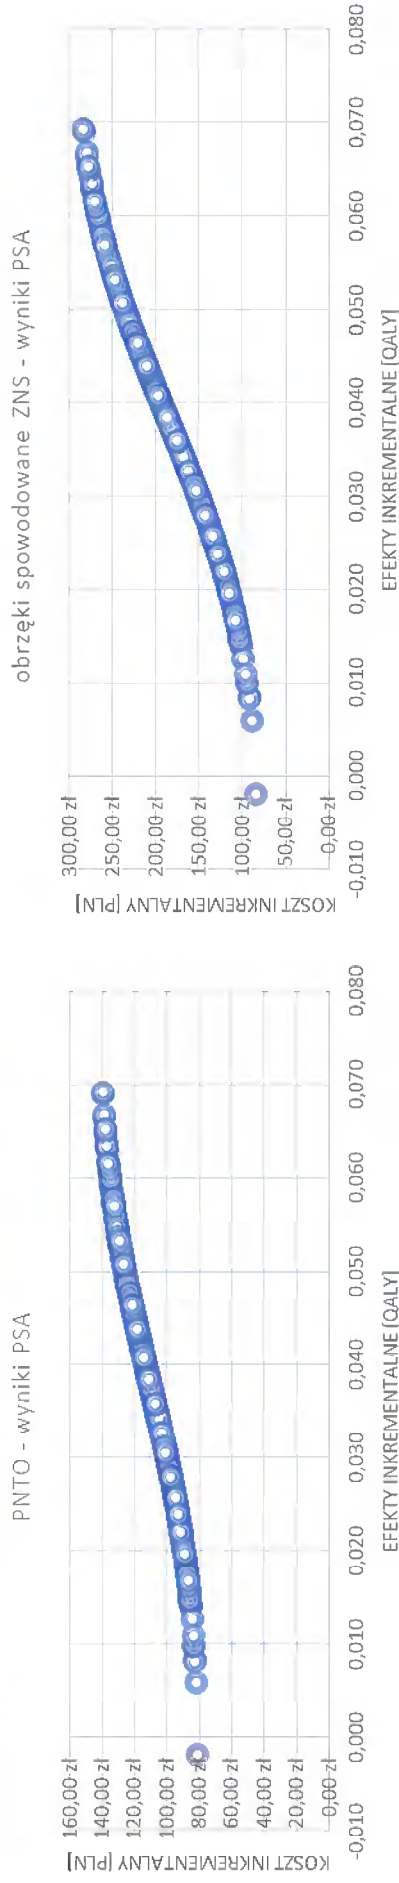 PNTO - wyniki PSA
KOSZT INKREMENTALNY [PLN]
160,00 zł
140,00 zł
120,00 zł
100,00 zł
80,00 zł
60,00 zł
40,00 zł
20,00 zł
0,00 zł
-0,010
0,000
0,010
0,020
0,030
0,040
0,050
0,060
0,070
0,080
EFEKTY INKREMENTALNE [QALY]
obrzęki spowodowane ZNS - wyniki PSA
KOSZT INKREMENTALNY [PLN]
300,00 zł
250,00 zł
200,00 zł
150,00 zł
100,00 zł
50,00 zł
0,00 zł
-0,010
0,000
0,010
0,020
0,030
0,040
0,050
0,060
0,070
0,080
EFEKTY INKREMENTALNE [QALY]